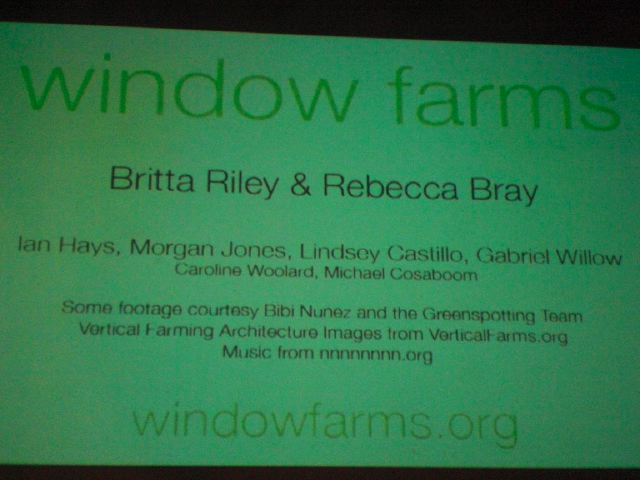 window farms
Britta Riley & Rebecca Bray
Ian Hays, Morgan Jones, Lindsey Castillo, Gabriel Willow
Caroline Woolard, Michael Cosaboom
Some footage courtesy Bibi Nunez and the Greenspotting Team
Vertical Farming Architecture Images from VerticalFarms.org
Music from nnnnnnnn.org
windowfarms.org